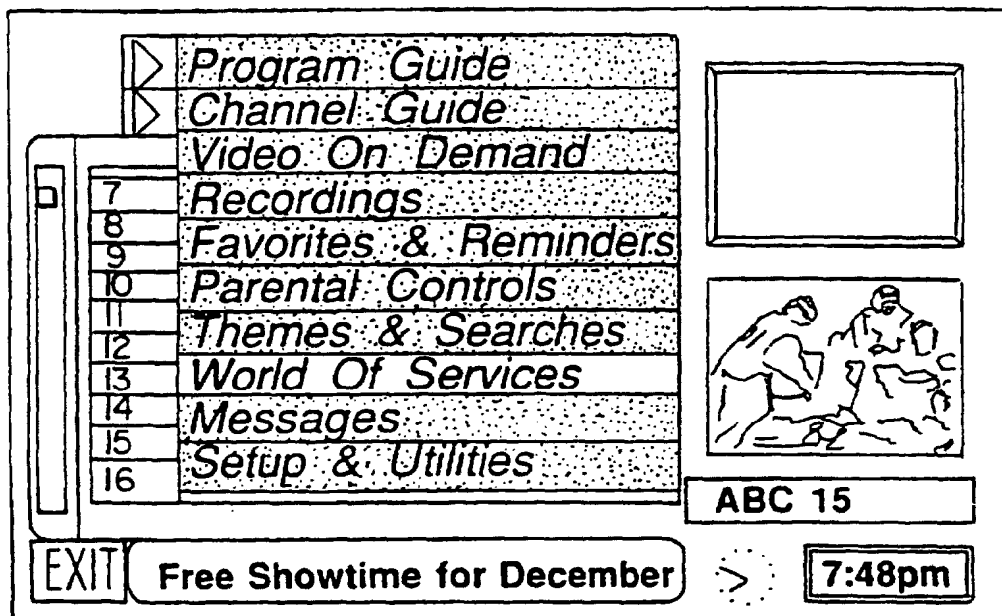 Program Guide
Channel Guide
Video On Demand
7 Recordings
8
9 Favorites & Reminders
10 Parental Controls
11 Themes & Searches
12
13 World Of Services
14 Messages
15 Setup & Utilities
16
ABC 15
EXIT Free Showtime for December 7:48pm